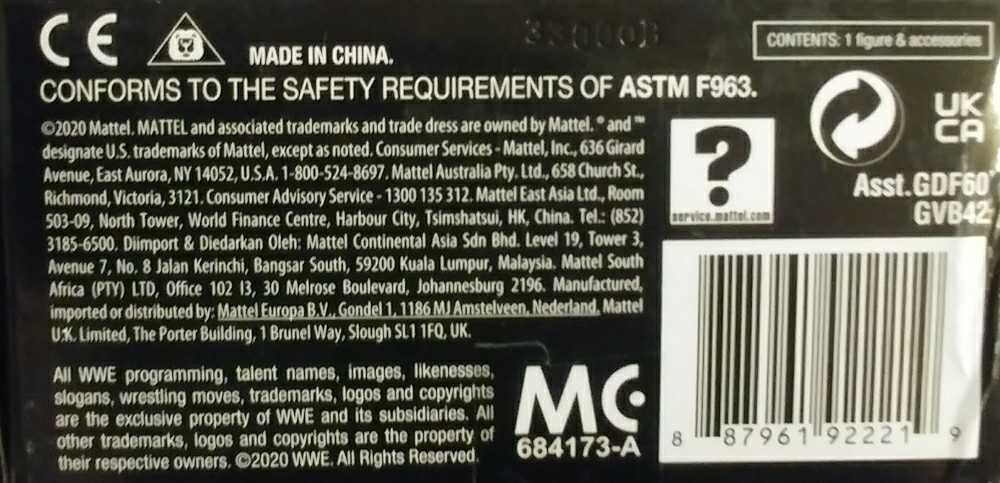 CE
MADE IN CHINA.
CONTENTS: 1 figure & accessories
CONFORMS TO THE SAFETY REQUIREMENTS OF ASTM F963.
©2020 Mattel. MATTEL and associated trademarks and trade dress are owned by Mattel. ® and ™
designate U.S. trademarks of Mattel, except as noted. Consumer Services - Mattel, Inc., 636 Girard
Avenue, East Aurora, NY 14052, U.S.A. 1-800-524-8697. Mattel Australia Pty. Ltd., 658 Church St.,
Richmond, Victoria, 3121. Consumer Advisory Service - 1300 135 312. Mattel East Asia Ltd., Room
503-09, North Tower, World Finance Centre, Harbour City, Tsimshatsui, HK, China. Tel.: (852)
3185-6500. Diimport & Diedarkan Oleh: Mattel Continental Asia Sdn Bhd. Level 19, Tower 3,
Avenue 7, No. 8 Jalan Kerinchi, Bangsar South, 59200 Kuala Lumpur, Malaysia. Mattel South
Africa (PTY) LTD, Office 102 I3, 30 Melrose Boulevard, Johannesburg 2196. Manufactured,
imported or distributed by: Mattel Europa B.V., Gondel 1, 1186 MJ Amstelveen, Nederland. Mattel
U.K. Limited, The Porter Building, 1 Brunel Way, Slough SL1 1FQ, UK.
All WWE programming, talent names, images, likenesses,
slogans, wrestling moves, trademarks, logos and copyrights
are the exclusive property of WWE and its subsidiaries. All
other trademarks, logos and copyrights are the property of
their respective owners. ©2020 WWE. All Rights Reserved.
MC
684173-A
?
service.mattel.com
UK
CA
Asst. GDF60
GVB42
8 87961 92221 9